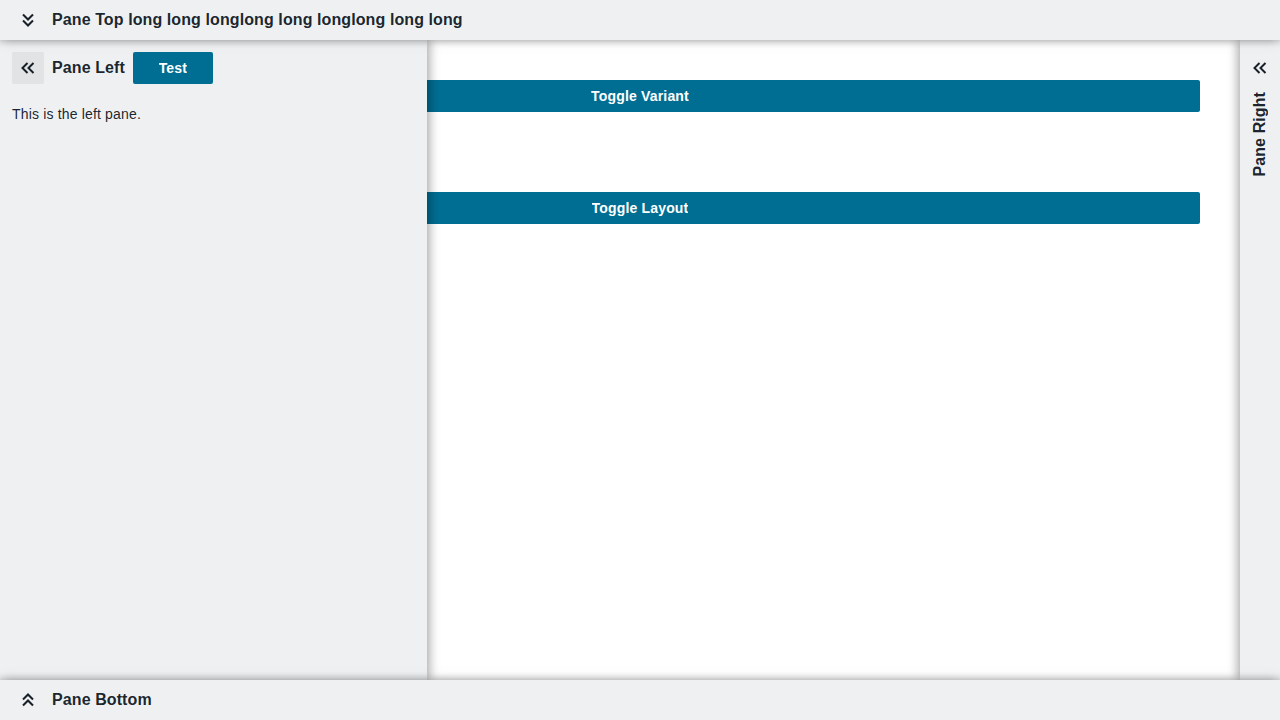 Pane Top long long longlong long longlong long long
Pane Left
Test
This is the left pane.
Toggle Variant
Toggle Layout
Pane Right
Pane Bottom